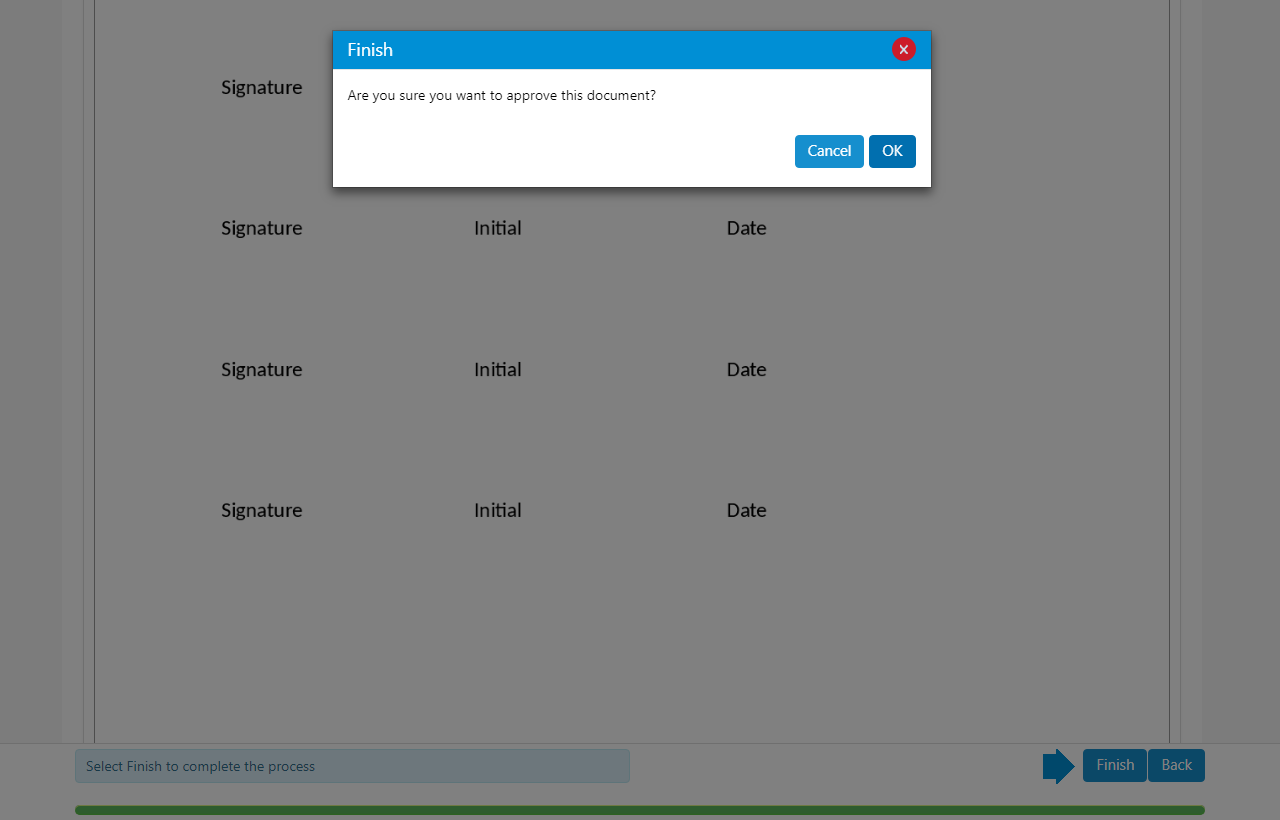 Finish
Signature
Are you sure you want to approve this document?
Cancel OK
Signature Initial Date
Signature Initial Date
Signature Initial Date
Select Finish to complete the process
Finish Back